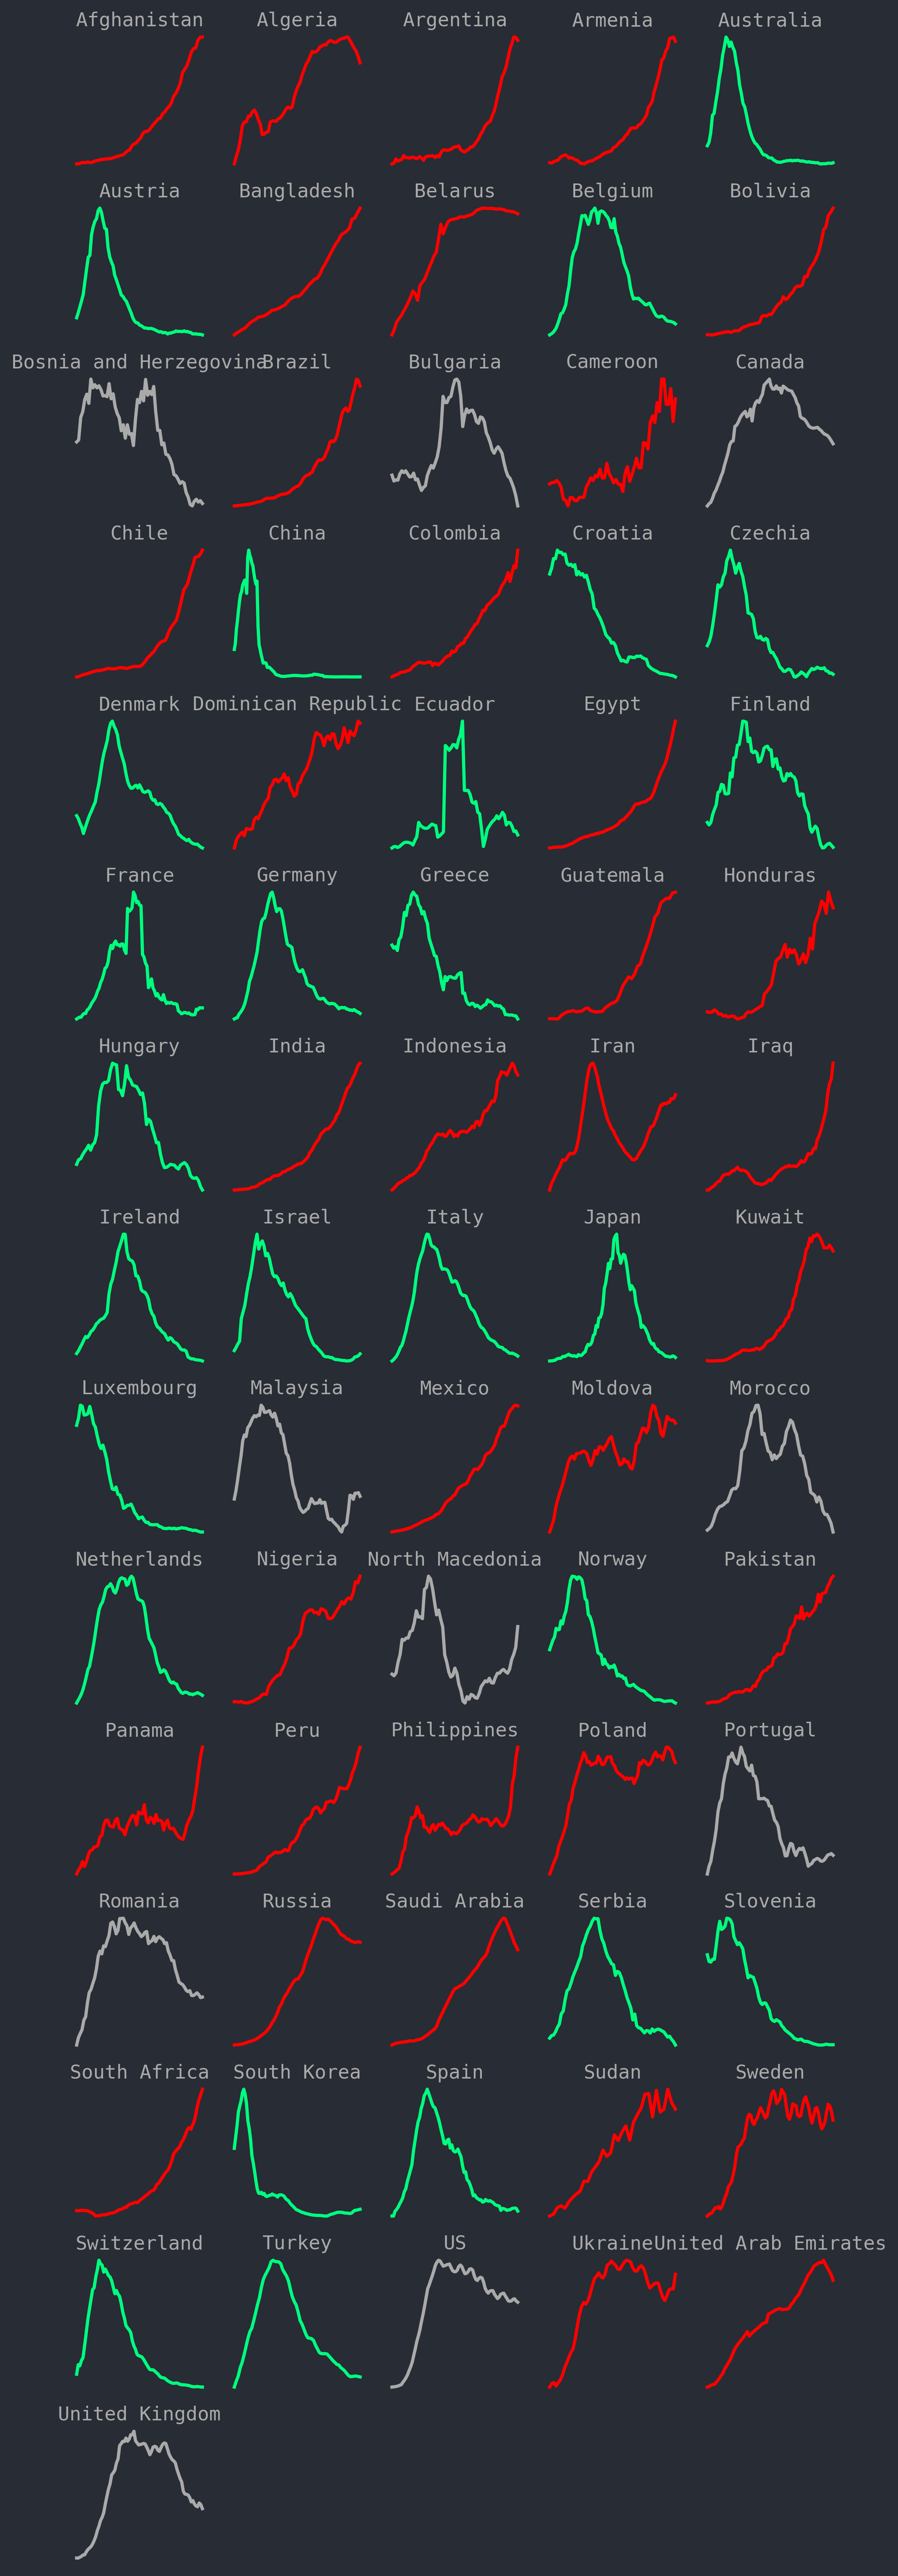 Afghanistan Algeria Argentina Armenia Australia
Austria Bangladesh Belarus Belgium Bolivia
Bosnia and Herzegovina Brazil Bulgaria Cameroon Canada
Chile China Colombia Croatia Czechia
Denmark Dominican Republic Ecuador Egypt Finland
France Germany Greece Guatemala Honduras
Hungary India Indonesia Iran Iraq
Ireland Israel Italy Japan Kuwait
Luxembourg Malaysia Mexico Moldova Morocco
Netherlands Nigeria North Macedonia Norway Pakistan
Panama Peru Philippines Poland Portugal
Romania Russia Saudi Arabia Serbia Slovenia
South Africa South Korea Spain Sudan Sweden
Switzerland Turkey US Ukraine United Arab Emirates
United Kingdom